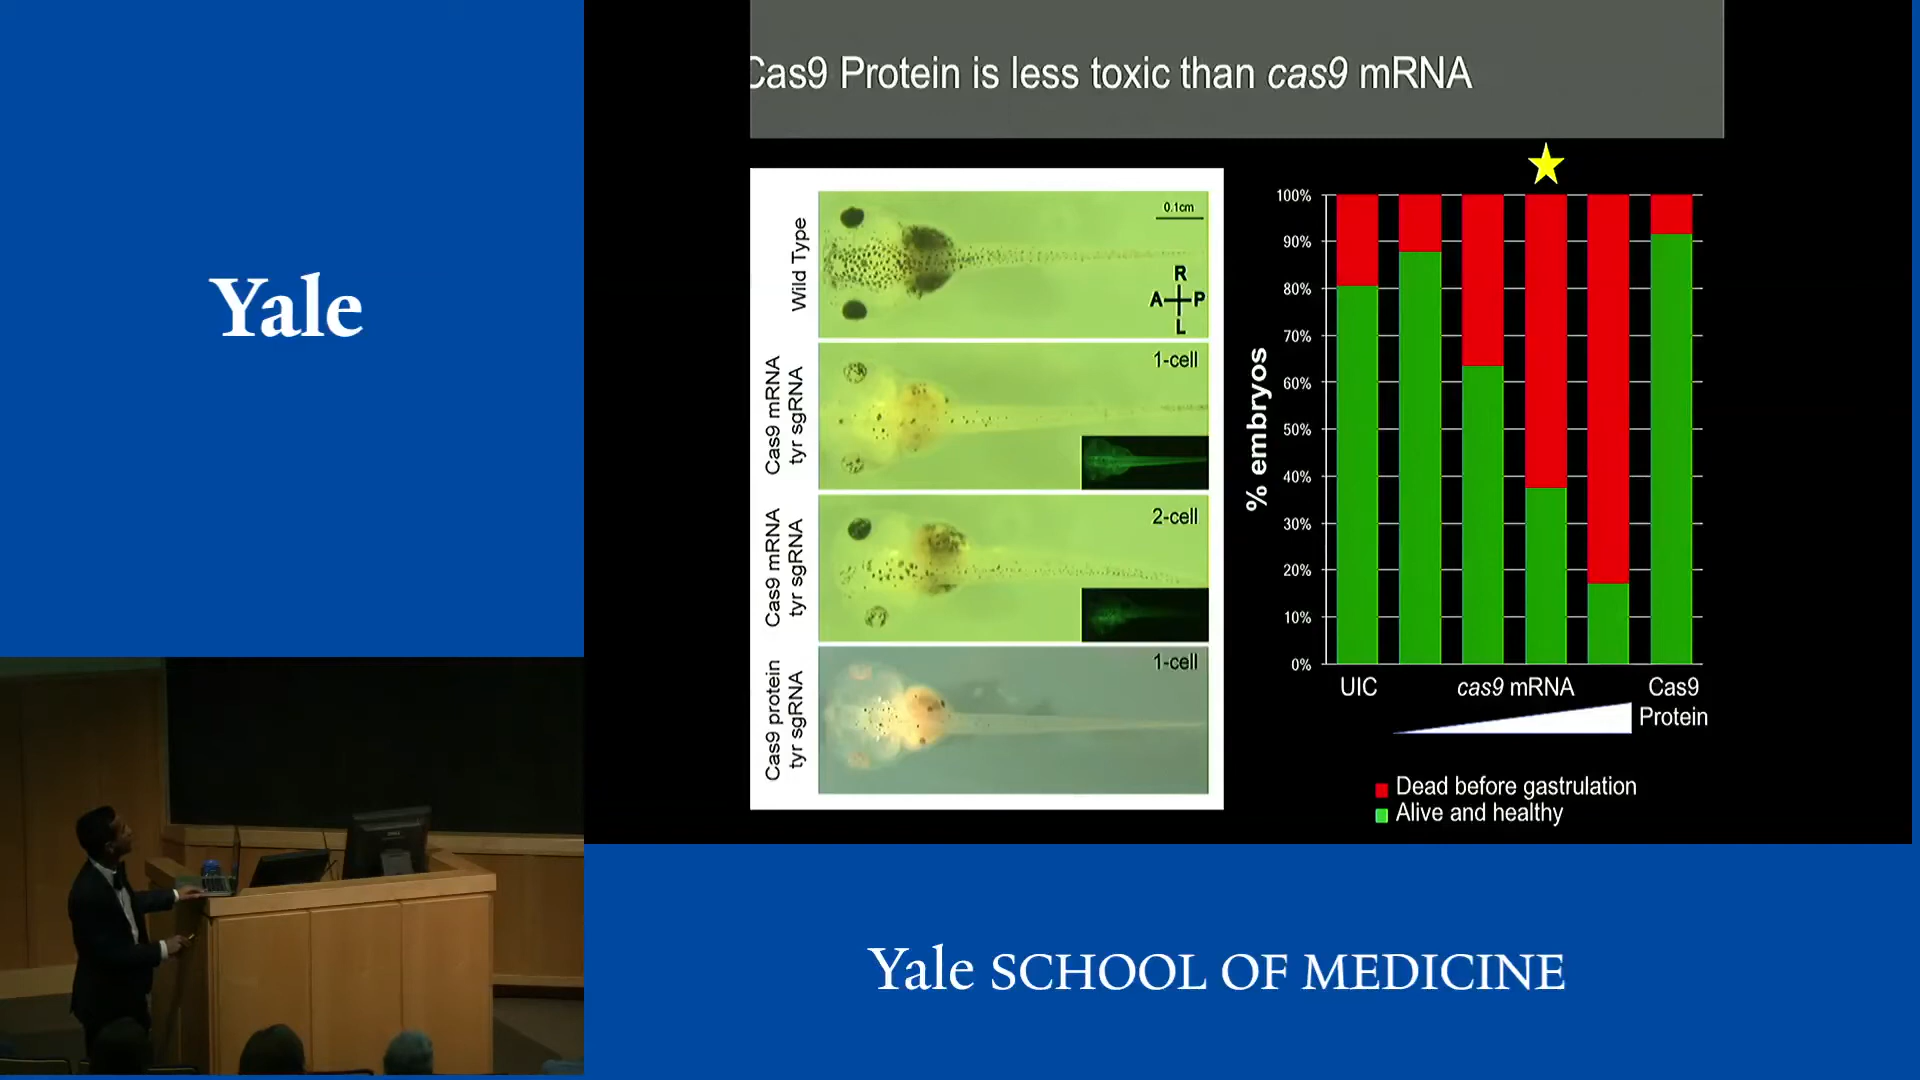 Yale
Cas9 Protein is less toxic than cas9 mRNA
Wild Type
0.1cm
R
A P
L
Cas9 mRNA
tyr sgRNA
1-cell
Cas9 mRNA
tyr sgRNA
2-cell
Cas9 protein
tyr sgRNA
1-cell
% embryos
100%
90%
80%
70%
60%
50%
40%
30%
20%
10%
0%
UIC
cas9 mRNA
Cas9
Protein
Dead before gastrulation
Alive and healthy
Yale SCHOOL OF MEDICINE